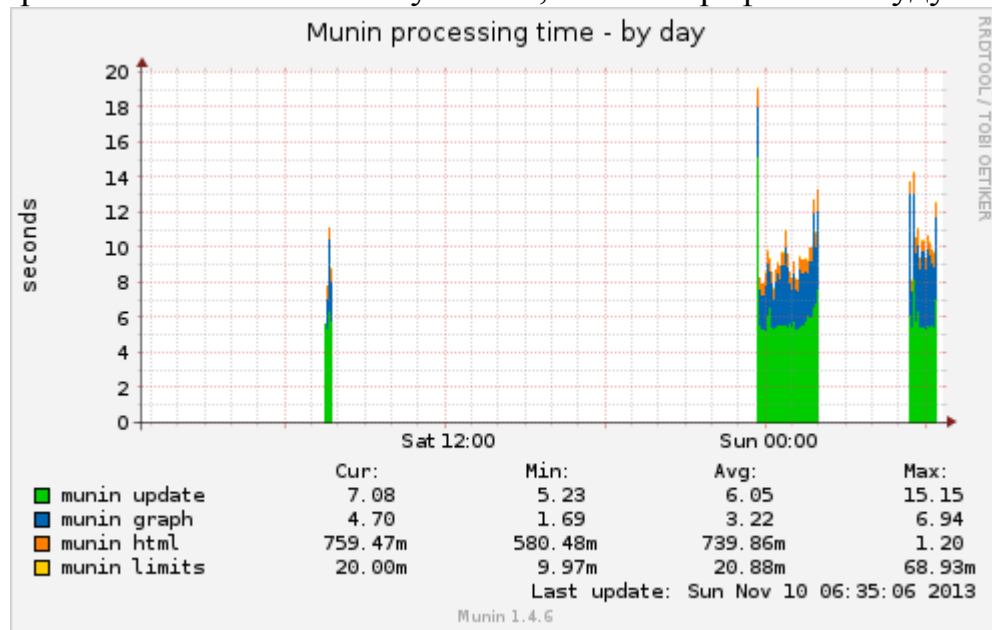 Munin processing time - by day
RRDTOOL / TOBI OETIKER
seconds
20
18
16
14
12
10
8
6
4
2
0
Sat 12:00 Sun 00:00
Cur: Min: Avg: Max:
munin update 7.08 5.23 6.05 15.15
munin graph 4.70 1.69 3.22 6.94
munin html 759.47m 580.48m 739.86m 1.20
munin limits 20.00m 9.97m 20.88m 68.93m
Last update: Sun Nov 10 06:35:06 2013
Munin 1.4.6